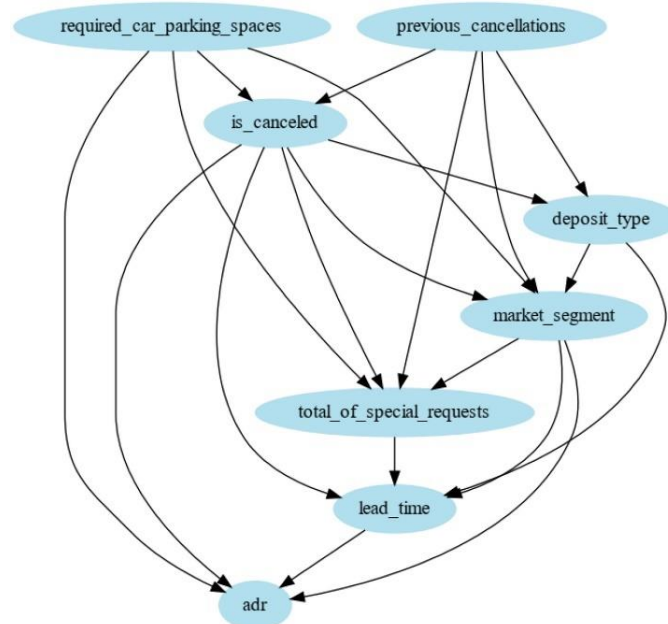 required_car_parking_spaces
previous_cancellations
is_canceled
deposit_type
market_segment
total_of_special_requests
lead_time
adr